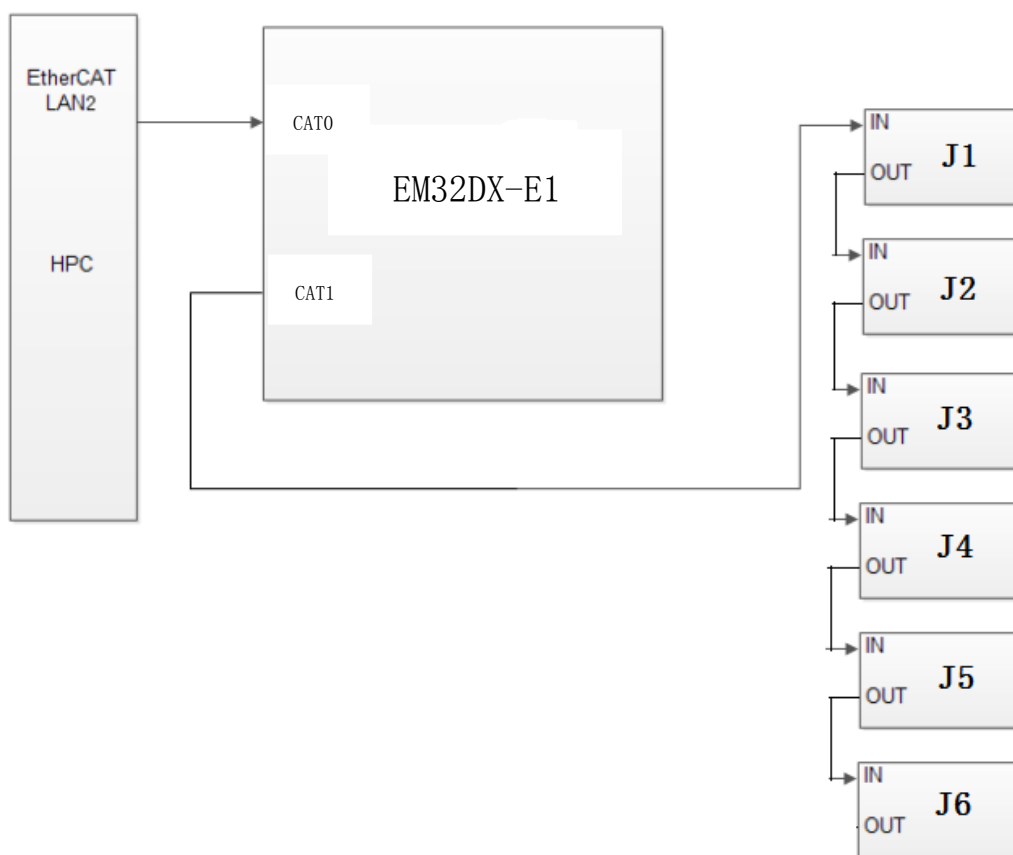 EtherCAT
LAN2
HPC
CAT0
EM32DX-E1
CAT1
IN
OUT
J1
IN
OUT
J2
IN
OUT
J3
IN
OUT
J4
IN
OUT
J5
IN
OUT
J6